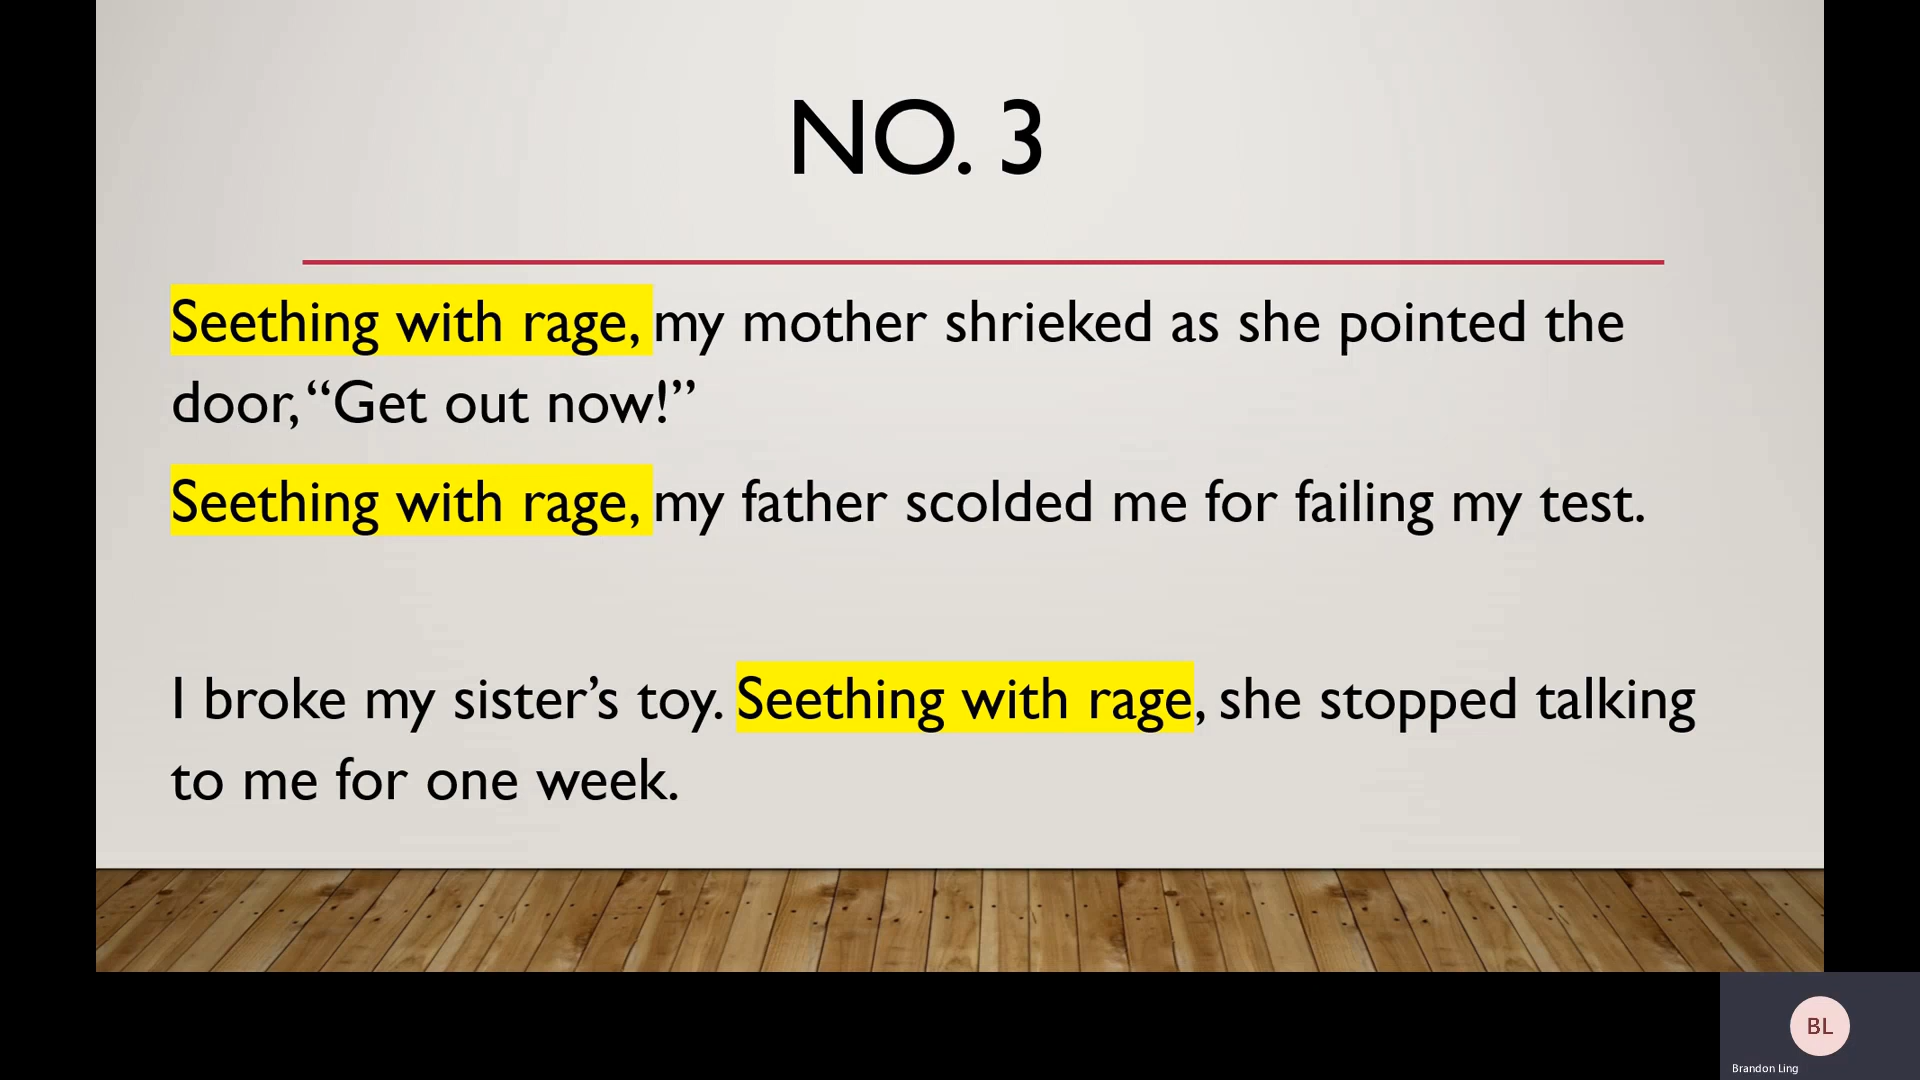 NO. 3
Seething with rage, my mother shrieked as she pointed the
door, “Get out now!”
Seething with rage, my father scolded me for failing my test.
I broke my sister’s toy. Seething with rage, she stopped talking
to me for one week.
BL
Brandon Ling